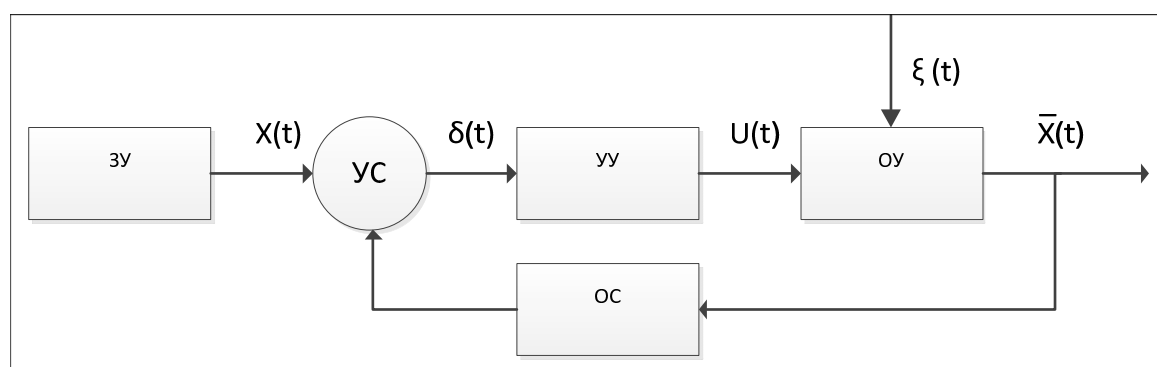 ξ (t)
X(t)
δ(t)
U(t)
X̅(t)
ЗУ
УС
УУ
ОУ
ОС